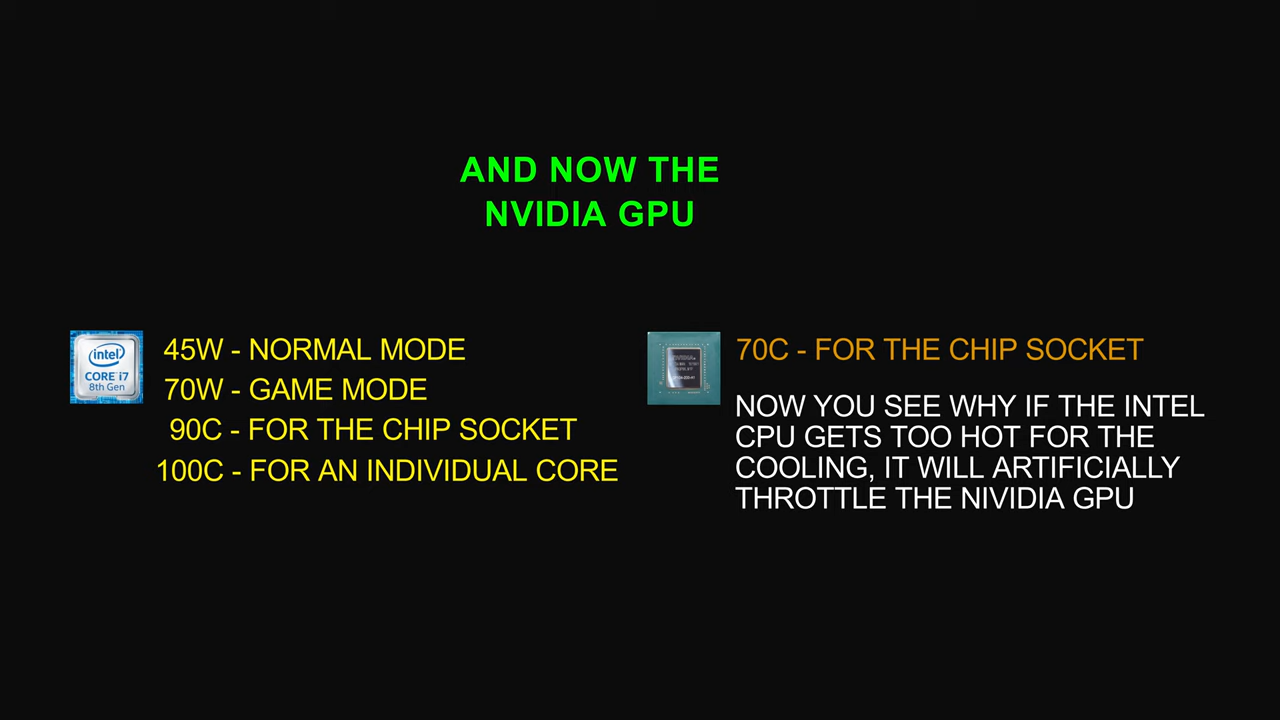 AND NOW THE
NVIDIA GPU
intel
CORE i7
8th Gen
45W - NORMAL MODE
70W - GAME MODE
90C - FOR THE CHIP SOCKET
100C - FOR AN INDIVIDUAL CORE
70C - FOR THE CHIP SOCKET
NOW YOU SEE WHY IF THE INTEL
CPU GETS TOO HOT FOR THE
COOLING, IT WILL ARTIFICIALLY
THROTTLE THE NIVIDIA GPU